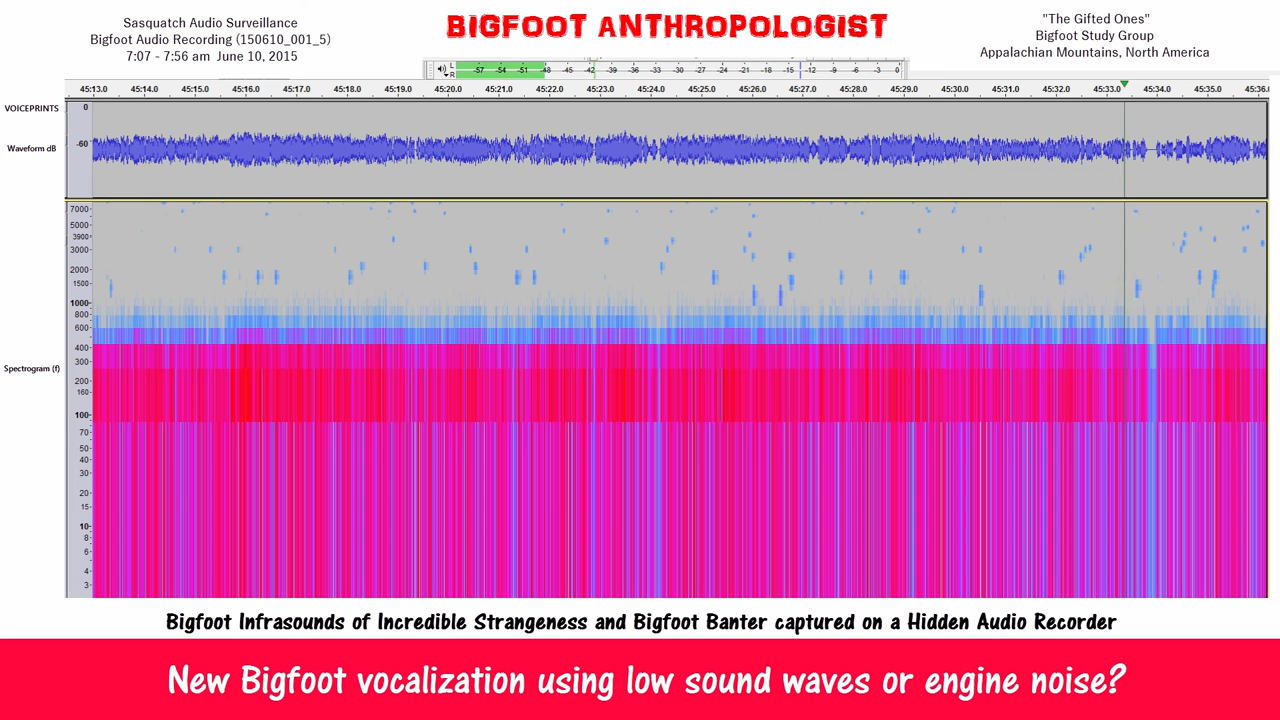 Sasquatch Audio Surveillance
Bigfoot Audio Recording (150610_001_5)
7:07 - 7:56 am June 10, 2015
BIGFOOT ANTHROPOLOGIST
"The Gifted Ones"
Bigfoot Study Group
Appalachian Mountains, North America
L
R
-57 -54 -51 -48 -45 -42 -39 -36 -33 -30 -27 -24 -21 -18 -15 -12 -9 -6 -3 0
45:13.0 45:14.0 45:15.0 45:16.0 45:17.0 45:18.0 45:19.0 45:20.0 45:21.0 45:22.0 45:23.0 45:24.0 45:25.0 45:26.0 45:27.0 45:28.0 45:29.0 45:30.0 45:31.0 45:32.0 45:33.0 45:34.0 45:35.0
VOICEPRINTS
0
Waveform dB
-60
7000
5000
3900
3000
2000
1500
1000
800
600
400
300
Spectrogram (f)
200
160
100
70
50
40
30
20
15
10
8
6
4
3
Bigfoot Infrasounds of Incredible Strangeness and Bigfoot Banter captured on a Hidden Audio Recorder
New Bigfoot vocalization using low sound waves or engine noise?